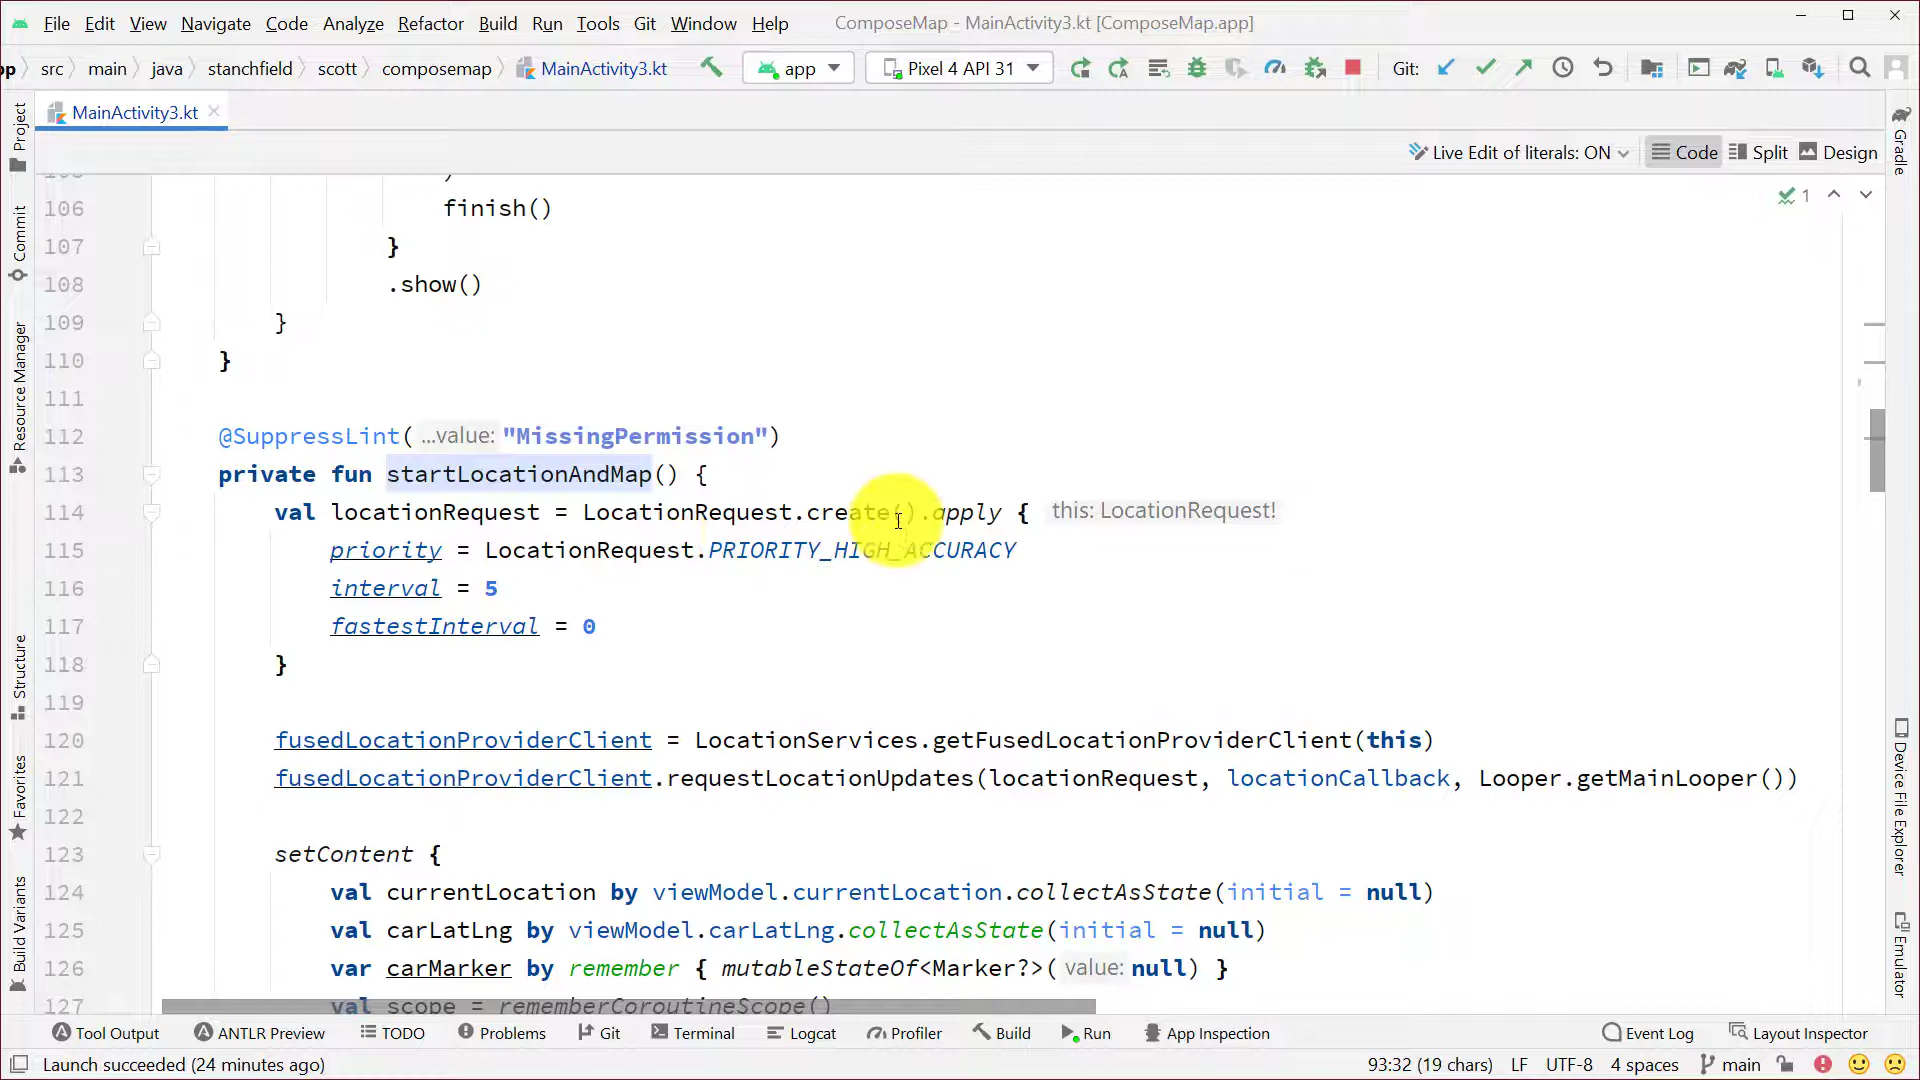 File Edit View Navigate Code Analyze Refactor Build Run Tools Git Window Help ComposeMap - MainActivity3.kt [ComposeMap.app]
pp src main java stanchfield scott composemap MainActivity3.kt app Pixel 4 API 31 Git:
MainActivity3.kt
Live Edit of literals: ON Code Split Design
1
106 finish()
107 }
108 .show()
109 }
110 }
111
112 @SuppressLint( ...value: "MissingPermission")
113 private fun startLocationAndMap() {
114 val locationRequest = LocationRequest.create().apply { this: LocationRequest!
115 priority = LocationRequest.PRIORITY_HIGH_ACCURACY
116 interval = 5
117 fastestInterval = 0
118 }
119
120 fusedLocationProviderClient = LocationServices.getFusedLocationProviderClient(this)
121 fusedLocationProviderClient.requestLocationUpdates(locationRequest, locationCallback, Looper.getMainLooper())
122
123 setContent {
124 val currentLocation by viewModel.currentLocation.collectAsState(initial = null)
125 val carLatLng by viewModel.carLatLng.collectAsState(initial = null)
126 var carMarker by remember { mutableStateOf<Marker?>( value: null) }
127 val scope = rememberCoroutineScope()
Project
Commit
Resource Manager
Structure
Favorites
Build Variants
Gradle
Device File Explorer
Emulator
Tool Output ANTLR Preview TODO Problems Git Terminal Logcat Profiler Build Run App Inspection Event Log Layout Inspector
Launch succeeded (24 minutes ago) 93:32 (19 chars) LF UTF-8 4 spaces main